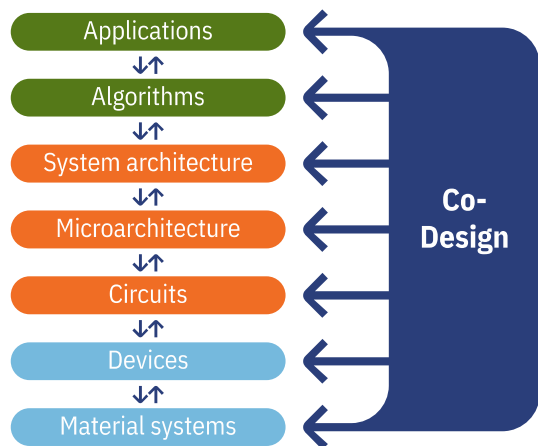 Applications
Algorithms
System architecture
Microarchitecture
Circuits
Devices
Material systems
Co-
Design